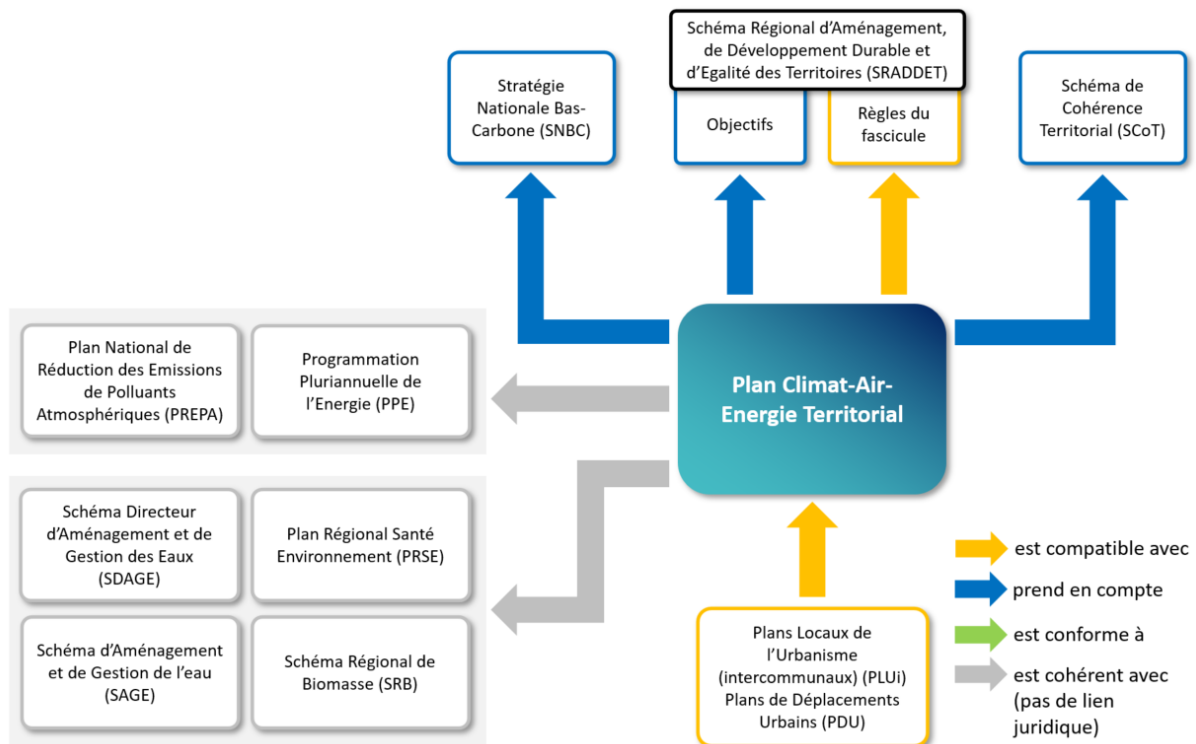 Schéma Régional d’Aménagement,
de Développement Durable et
d’Egalité des Territoires (SRADDET)
Stratégie
Nationale Bas-
Carbone (SNBC)
Objectifs
Règles du
fascicule
Schéma de
Cohérence
Territorial (SCoT)
Plan National de
Réduction des Emissions
de Polluants
Atmosphériques (PREPA)
Programmation
Pluriannuelle de
l’Energie (PPE)
Plan Climat-Air-
Energie Territorial
Schéma Directeur
d’Aménagement et de
Gestion des Eaux
(SDAGE)
Plan Régional Santé
Environnement (PRSE)
Schéma d’Aménagement
et de Gestion de l’eau
(SAGE)
Schéma Régional de
Biomasse (SRB)
Plans Locaux de
l’Urbanisme
(intercommunaux) (PLUi)
Plans de Déplacements
Urbains (PDU)
est compatible avec
prend en compte
est conforme à
est cohérent avec
(pas de lien
juridique)